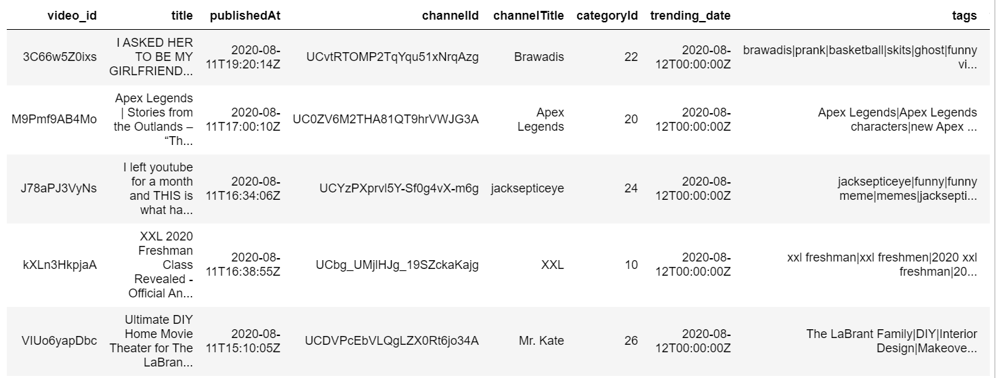 video_id title publishedAt channelId channelTitle categoryId trending_date tags
I ASKED HER
3C66w5Z0ixs TO BE MY 2020-08- UCvtRTOMP2TqYqu51xNrqAzg Brawadis 22 2020-08- brawadis|prank|basketball|skits|ghost|funny
GIRLFRIEND... 11T19:20:14Z 12T00:00:00Z vi...
Apex Legends
| Stories from
M9Pmf9AB4Mo the Outlands – 2020-08- UC0ZV6M2THA81QT9hrVWJG3A Apex 20 2020-08- Apex Legends|Apex Legends
“Th... 11T17:00:10Z Legends 12T00:00:00Z characters|new Apex ...
I left youtube
for a month
J78aPJ3VyNs and THIS is 2020-08- UCYzPXprvl5Y-Sf0g4vX-m6g jacksepticeye 24 2020-08- jacksepticeye|funny|funny
what ha... 11T16:34:06Z 12T00:00:00Z meme|memes|jacksepti...
XXL 2020
Freshman
kXLn3HkpjaA Class 2020-08- UCbg_UMjlHJg_19SZckaKajg XXL 10 2020-08- xxl freshman|xxl freshmen|2020 xxl
Revealed - 11T16:38:55Z 12T00:00:00Z freshman|20...
Official An...
Ultimate DIY
VIUo6yapDbc Home Movie 2020-08- UCDVPcEbVLQgLZX0Rt6jo34A Mr. Kate 26 2020-08- The LaBrant Family|DIY|Interior
Theater for The 11T15:10:05Z 12T00:00:00Z Design|Makeove...
LaBran...